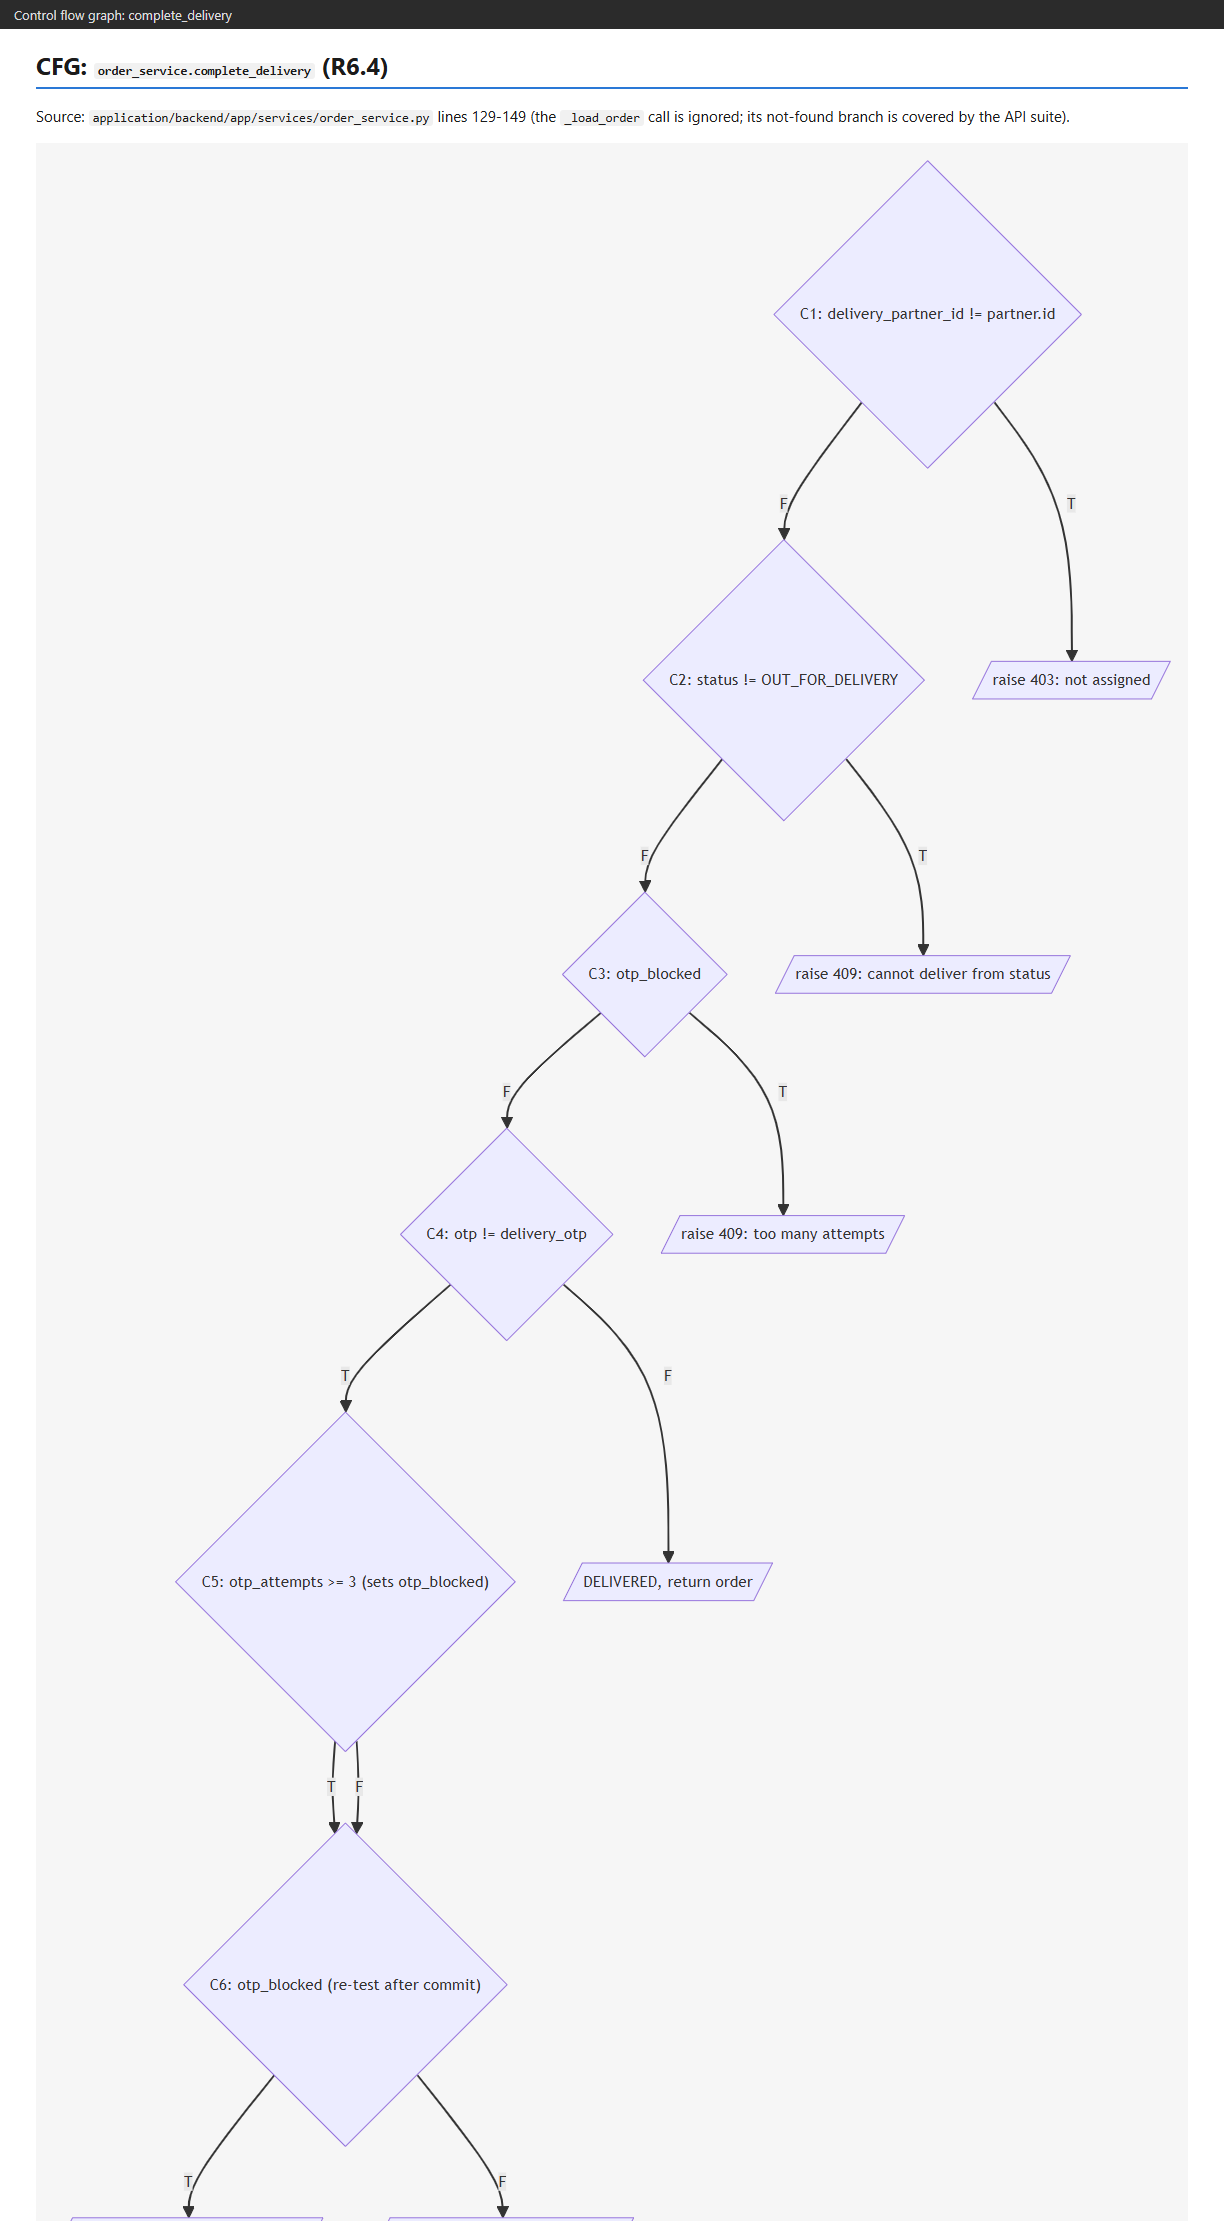 Control flow graph: complete_delivery
CFG: order_service.complete_delivery (R6.4)
Source: application/backend/app/services/order_service.py lines 129-149 (the _load_order call is ignored; its not-found branch is covered by the API suite).
C1: delivery_partner_id != partner.id
F
T
C2: status != OUT_FOR_DELIVERY
raise 403: not assigned
F
T
C3: otp_blocked
raise 409: cannot deliver from status
F
T
C4: otp != delivery_otp
raise 409: too many attempts
T
F
C5: otp_attempts >= 3 (sets otp_blocked)
DELIVERED, return order
T
F
C6: otp_blocked (re-test after commit)
T
F